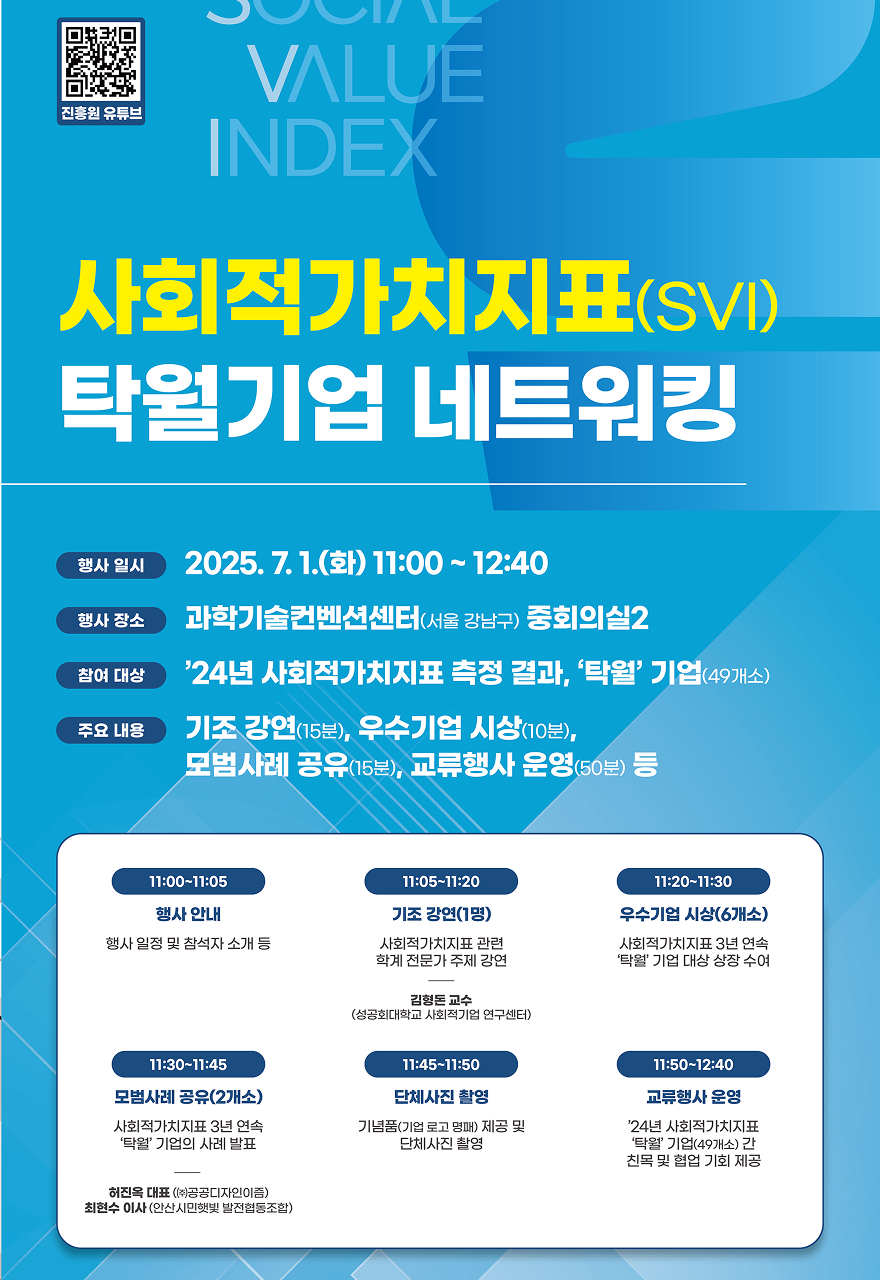 SOCIAL
VALUE
INDEX
진흥원 유튜브
사회적가치지표(SVI)
탁월기업 네트워킹
행사 일시
2025. 7. 1.(화) 11:00 ~ 12:40
행사 장소
과학기술컨벤션센터(서울 강남구) 중회의실2
참여 대상
’24년 사회적가치지표 측정 결과, ‘탁월’ 기업(49개소)
주요 내용
기조 강연(15분), 우수기업 시상(10분),
모범사례 공유(15분), 교류행사 운영(50분) 등
11:00~11:05
행사 안내
행사 일정 및 참석자 소개 등
11:05~11:20
기조 강연(1명)
사회적가치지표 관련
학계 전문가 주제 강연
김형돈 교수
(성공회대학교 사회적기업 연구센터)
11:20~11:30
우수기업 시상(6개소)
사회적가치지표 3년 연속
‘탁월’ 기업 대상 상장 수여
11:30~11:45
모범사례 공유(2개소)
사회적가치지표 3년 연속
‘탁월’ 기업의 사례 발표
허진옥 대표 (㈜공공디자인이즘)
최현수 이사 (안산시민햇빛 발전협동조합)
11:45~11:50
단체사진 촬영
기념품(기업 로고 명패) 제공 및
단체사진 촬영
11:50~12:40
교류행사 운영
’24년 사회적가치지표
‘탁월’ 기업(49개소) 간
친목 및 협업 기회 제공